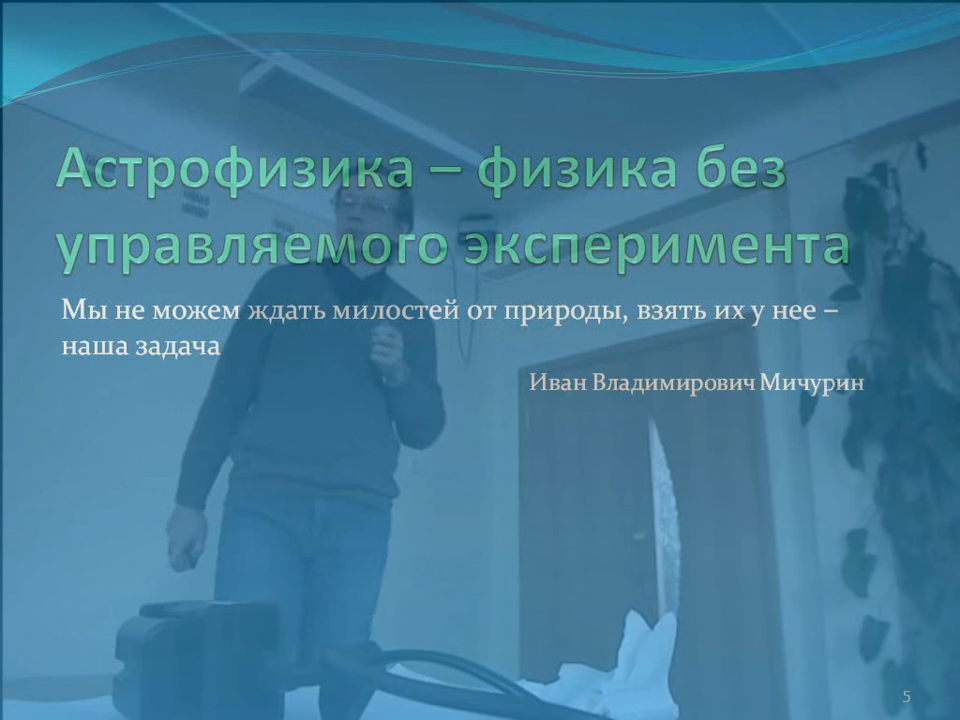 Астрофизика – физика без
управляемого эксперимента
Мы не можем ждать милостей от природы, взять их у нее –
наша задача
Иван Владимирович Мичурин
5